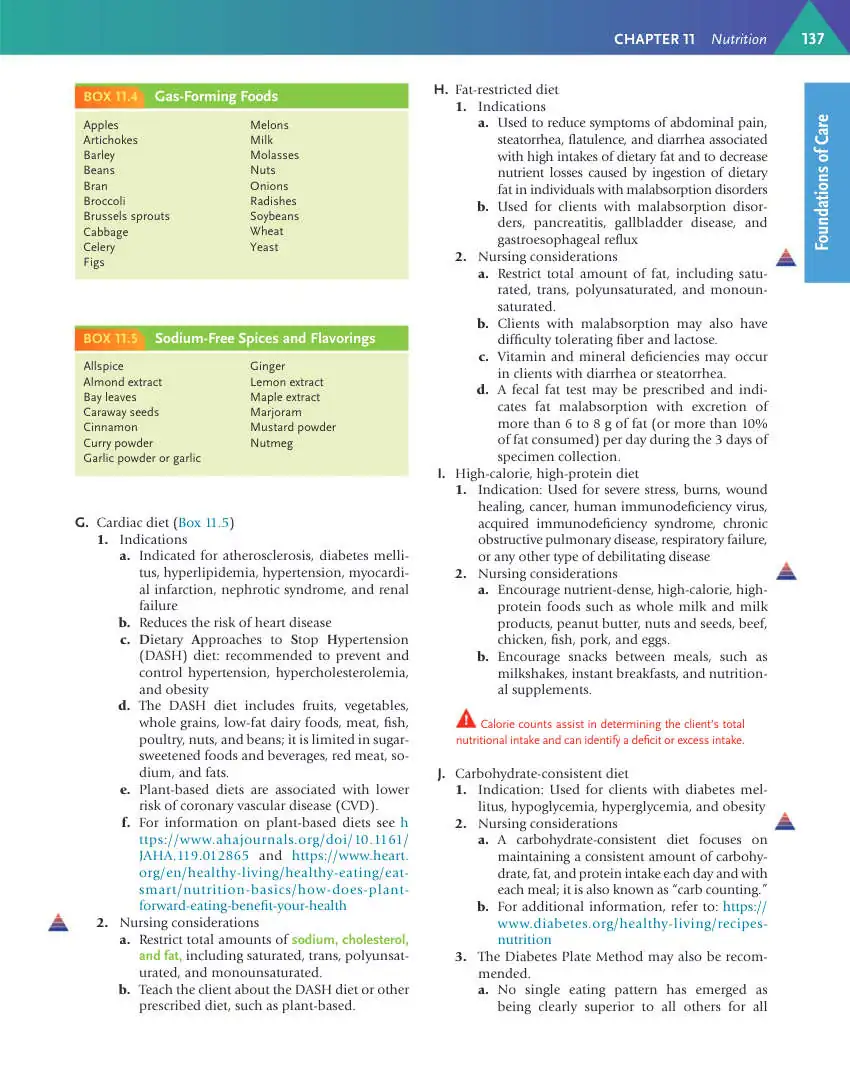 CHAPTER 11 Nutrition 137
Foundations of Care
BOX 11.4 Gas-Forming Foods
Apples
Artichokes
Barley
Beans
Bran
Broccoli
Brussels sprouts
Cabbage
Celery
Figs
Melons
Milk
Molasses
Nuts
Onions
Radishes
Soybeans
Wheat
Yeast
BOX 11.5 Sodium-Free Spices and Flavorings
Allspice
Almond extract
Bay leaves
Caraway seeds
Cinnamon
Curry powder
Garlic powder or garlic
Ginger
Lemon extract
Maple extract
Marjoram
Mustard powder
Nutmeg
G. Cardiac diet (Box 11.5)
1. Indications
a. Indicated for atherosclerosis, diabetes melli-
tus, hyperlipidemia, hypertension, myocardi-
al infarction, nephrotic syndrome, and renal
failure
b. Reduces the risk of heart disease
c. Dietary Approaches to Stop Hypertension
(DASH) diet: recommended to prevent and
control hypertension, hypercholesterolemia,
and obesity
d. The DASH diet includes fruits, vegetables,
whole grains, low-fat dairy foods, meat, fish,
poultry, nuts, and beans; it is limited in sugar-
sweetened foods and beverages, red meat, so-
dium, and fats.
e. Plant-based diets are associated with lower
risk of coronary vascular disease (CVD).
f. For information on plant-based diets see h
ttps://www.ahajournals.org/doi/10.1161/
JAHA.119.012865 and https://www.heart.
org/en/healthy-living/healthy-eating/eat-
smart/nutrition-basics/how-does-plant-
forward-eating-benefit-your-health
2. Nursing considerations
a. Restrict total amounts of sodium, cholesterol,
and fat, including saturated, trans, polyunsat-
urated, and monounsaturated.
b. Teach the client about the DASH diet or other
prescribed diet, such as plant-based.
H. Fat-restricted diet
1. Indications
a. Used to reduce symptoms of abdominal pain,
steatorrhea, flatulence, and diarrhea associated
with high intakes of dietary fat and to decrease
nutrient losses caused by ingestion of dietary
fat in individuals with malabsorption disorders
b. Used for clients with malabsorption disor-
ders, pancreatitis, gallbladder disease, and
gastroesophageal reflux
2. Nursing considerations
a. Restrict total amount of fat, including satu-
rated, trans, polyunsaturated, and monoun-
saturated.
b. Clients with malabsorption may also have
difficulty tolerating fiber and lactose.
c. Vitamin and mineral deficiencies may occur
in clients with diarrhea or steatorrhea.
d. A fecal fat test may be prescribed and indi-
cates fat malabsorption with excretion of
more than 6 to 8 g of fat (or more than 10%
of fat consumed) per day during the 3 days of
specimen collection.
I. High-calorie, high-protein diet
1. Indication: Used for severe stress, burns, wound
healing, cancer, human immunodeficiency virus,
acquired immunodeficiency syndrome, chronic
obstructive pulmonary disease, respiratory failure,
or any other type of debilitating disease
2. Nursing considerations
a. Encourage nutrient-dense, high-calorie, high-
protein foods such as whole milk and milk
products, peanut butter, nuts and seeds, beef,
chicken, fish, pork, and eggs.
b. Encourage snacks between meals, such as
milkshakes, instant breakfasts, and nutrition-
al supplements.
Calorie counts assist in determining the client's total
nutritional intake and can identify a deficit or excess intake.
J. Carbohydrate-consistent diet
1. Indication: Used for clients with diabetes mel-
litus, hypoglycemia, hyperglycemia, and obesity
2. Nursing considerations
a. A carbohydrate-consistent diet focuses on
maintaining a consistent amount of carbohy-
drate, fat, and protein intake each day and with
each meal; it is also known as “carb counting.”
b. For additional information, refer to: https://
www.diabetes.org/healthy-living/recipes-
nutrition
3. The Diabetes Plate Method may also be recom-
mended.
a. No single eating pattern has emerged as
being clearly superior to all others for all